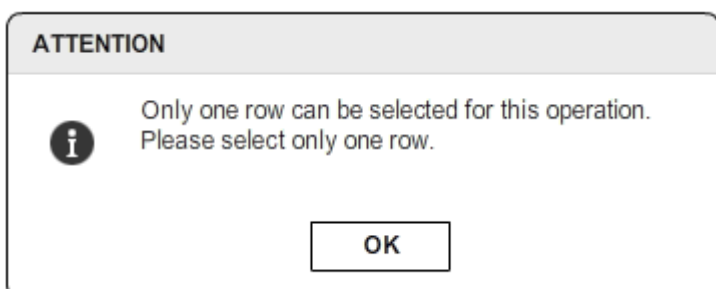 ATTENTION
Only one row can be selected for this operation.
Please select only one row.
OK